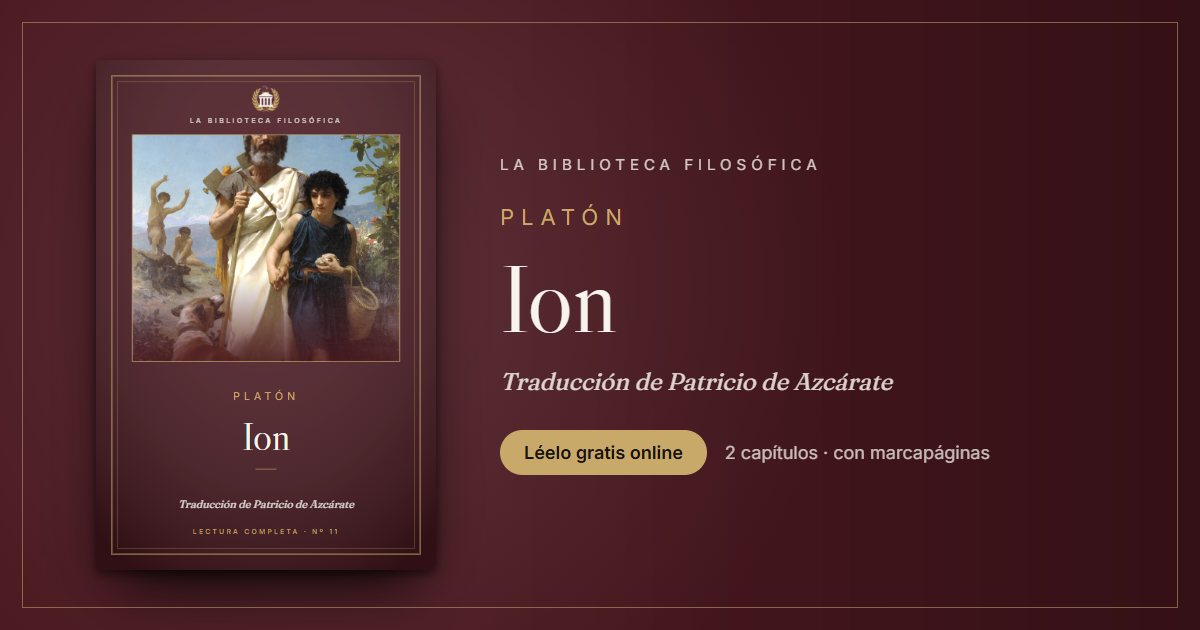 LA BIBLIOTECA FILOSÓFICA
PLATÓN
Ion
Traducción de Patricio de Azcárate
LECTURA COMPLETA · Nº 11
LA BIBLIOTECA FILOSÓFICA
PLATÓN
Ion
Traducción de Patricio de Azcárate
Léelo gratis online
2 capítulos · con marcapáginas